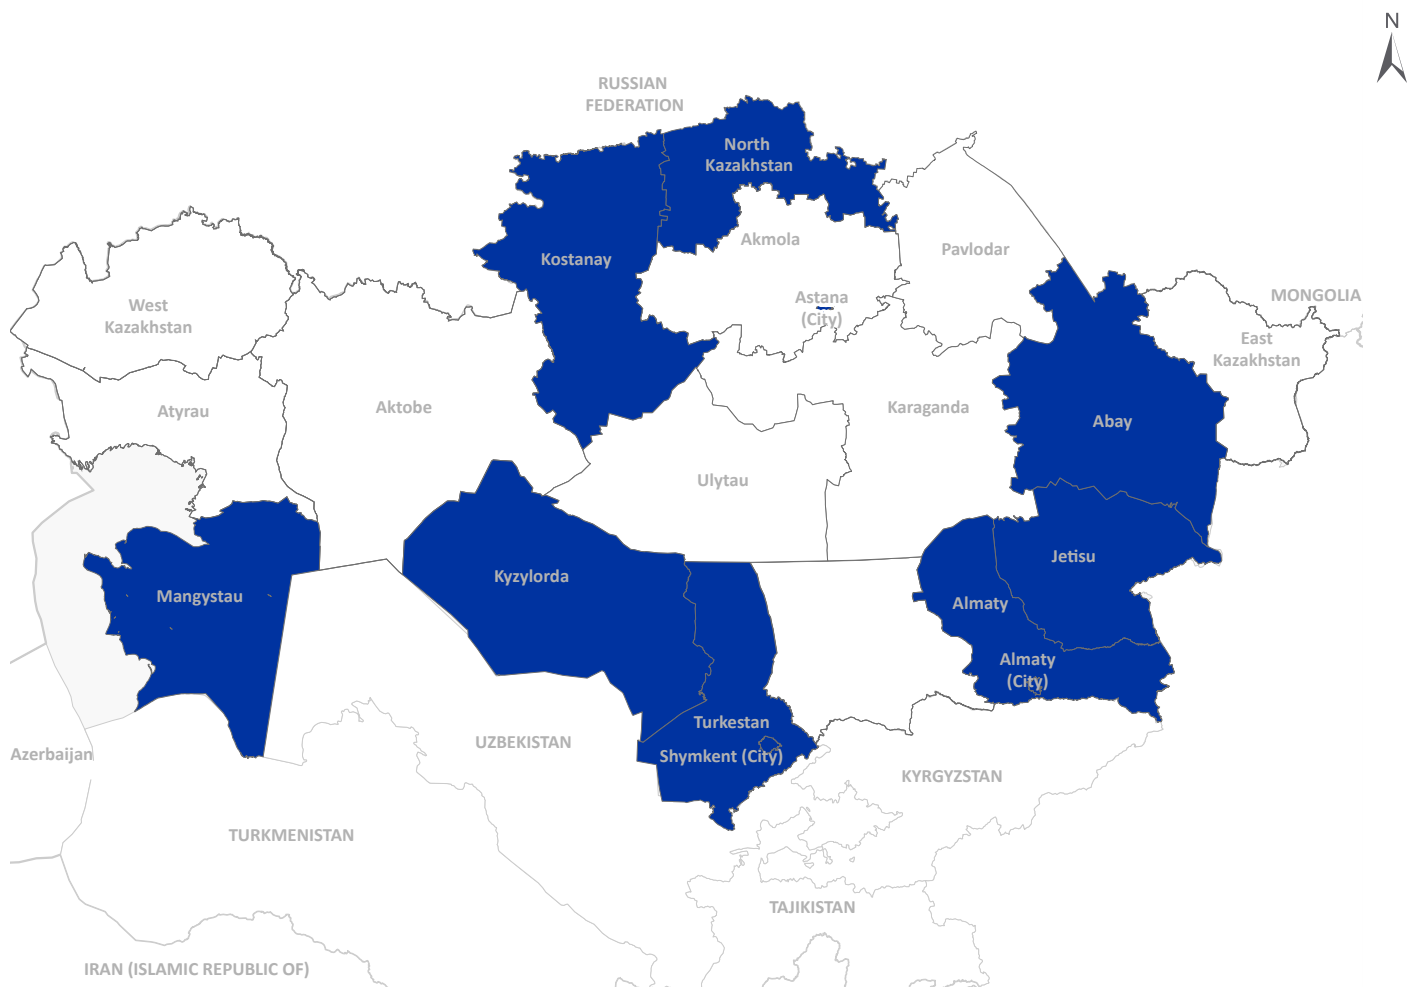 N
RUSSIAN
FEDERATION
North
Kazakhstan
Akmola
Pavlodar
Kostanay
Astana
(City)
MONGOLIA
West
Kazakhstan
East
Kazakhstan
Atyrau
Aktobe
Karaganda
Abay
Ulytau
Jetisu
Kyzylorda
Mangystau
Almaty
Almaty
(City)
Turkestan
Shymkent (City)
UZBEKISTAN
Azerbaijan
KYRGYZSTAN
TURKMENISTAN
TAJIKISTAN
IRAN (ISLAMIC REPUBLIC OF)